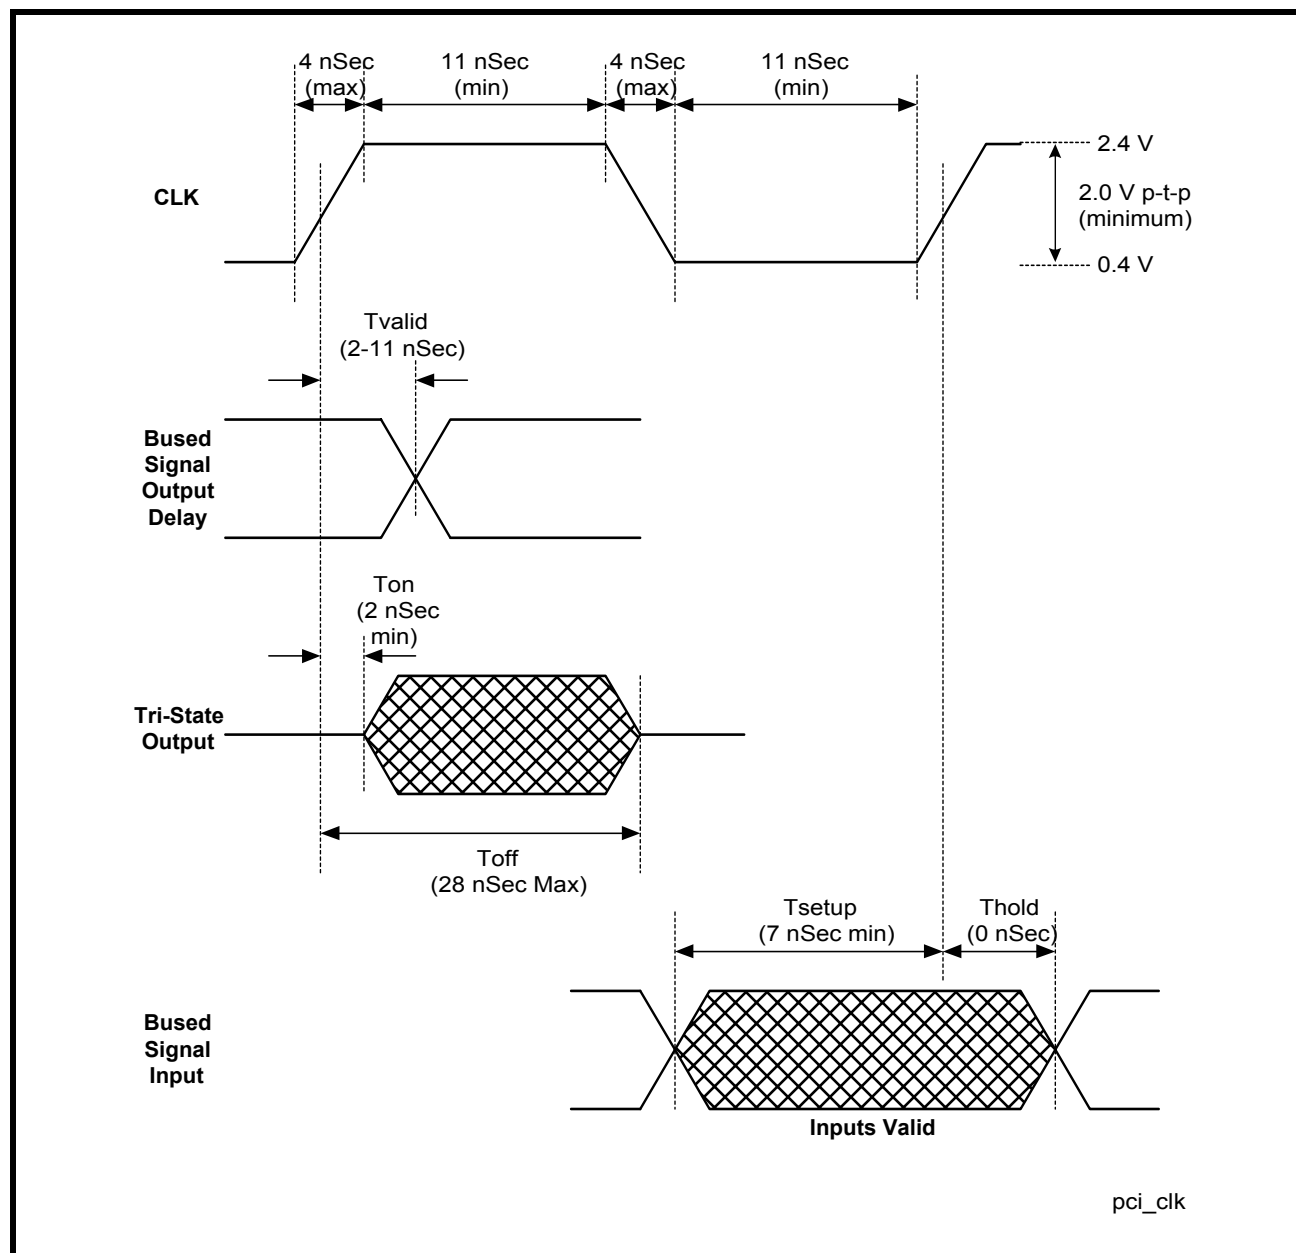 4 nSec
(max)
11 nSec
(min)
4 nSec
(max)
11 nSec
(min)
2.4 V
CLK
2.0 V p-t-p
(minimum)
0.4 V
Tvalid
(2-11 nSec)
Bused
Signal
Output
Delay
Ton
(2 nSec
min)
Tri-State
Output
Toff
(28 nSec Max)
Tsetup
(7 nSec min)
Thold
(0 nSec)
Bused
Signal
Input
Inputs Valid
pci_clk